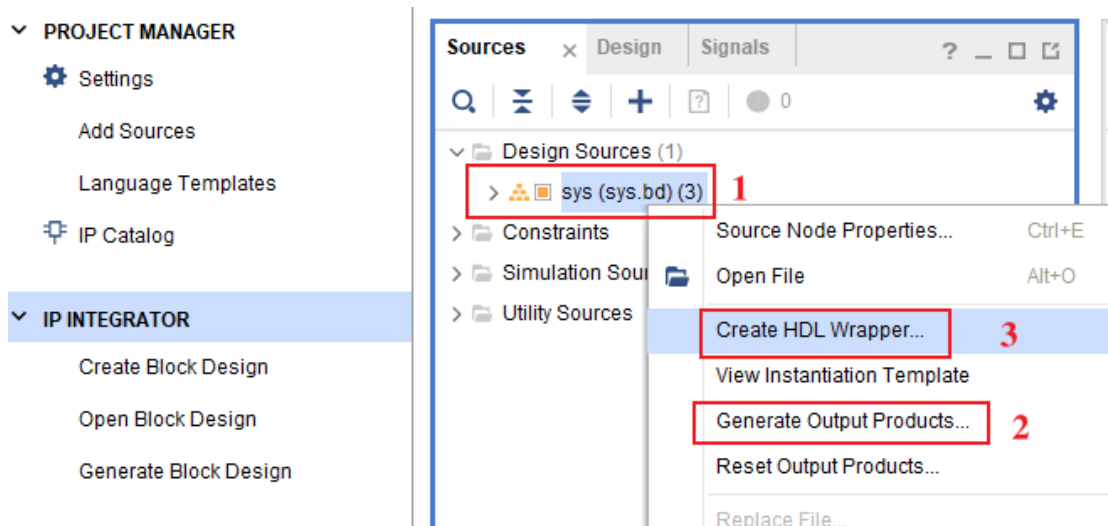 PROJECT MANAGER
Settings
Add Sources
Language Templates
IP Catalog
IP INTEGRATOR
Create Block Design
Open Block Design
Generate Block Design
Sources × Design Signals ? _
? 0
Design Sources (1)
sys (sys.bd) (3) 1
Constraints
Simulation Sour
Utility Sources
Source Node Properties... Ctrl+E
Open File Alt+O
Create HDL Wrapper... 3
View Instantiation Template
Generate Output Products... 2
Reset Output Products...
Replace File...